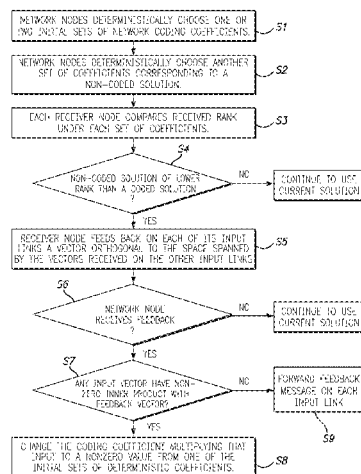 NETWORK NODES DETERMINISTICALLY CHOOSE ONE OR
TWO INITIAL SETS OF NETWORK CODING COEFFICIENTS.
S1
NETWORK NODES DETERMINISTICALLY CHOOSE ANOTHER
SET OF COEFFICIENTS CORRESPONDING TO A
NON-CODED SOLUTION.
S2
EACH RECEIVER NODE COMPARES RECEIVED RANK
UNDER EACH SET OF COEFFICIENTS.
S3
S4
NON-CODED SOLUTION OF LOWER
RANK THAN A CODED SOLUTION
?
NO
CONTINUE TO USE
CURRENT SOLUTION
YES
RECEIVER NODE FEEDS BACK ON EACH OF ITS INPUT
LINKS A VECTOR ORTHOGONAL TO THE SPACE SPANNED
BY THE VECTORS RECEIVED ON THE OTHER INPUT LINKS
S5
S6
NETWORK NODE
RECEIVES FEEDBACK
?
NO
CONTINUE TO USE
CURRENT SOLUTION
YES
S7
ANY INPUT VECTOR HAVE NON-
ZERO INNER PRODUCT WITH
FEEDBACK VECTOR?
NO
FORWARD FEEDBACK
MESSAGE ON EACH
INPUT LINK
S9
YES
CHANGE THE CODING COEFFICIENT MULTIPLYING THAT
INPUT TO A NONZERO VALUE FROM ONE OF THE
INITIAL SETS OF DETERMINISTIC COEFFICIENTS.
S8